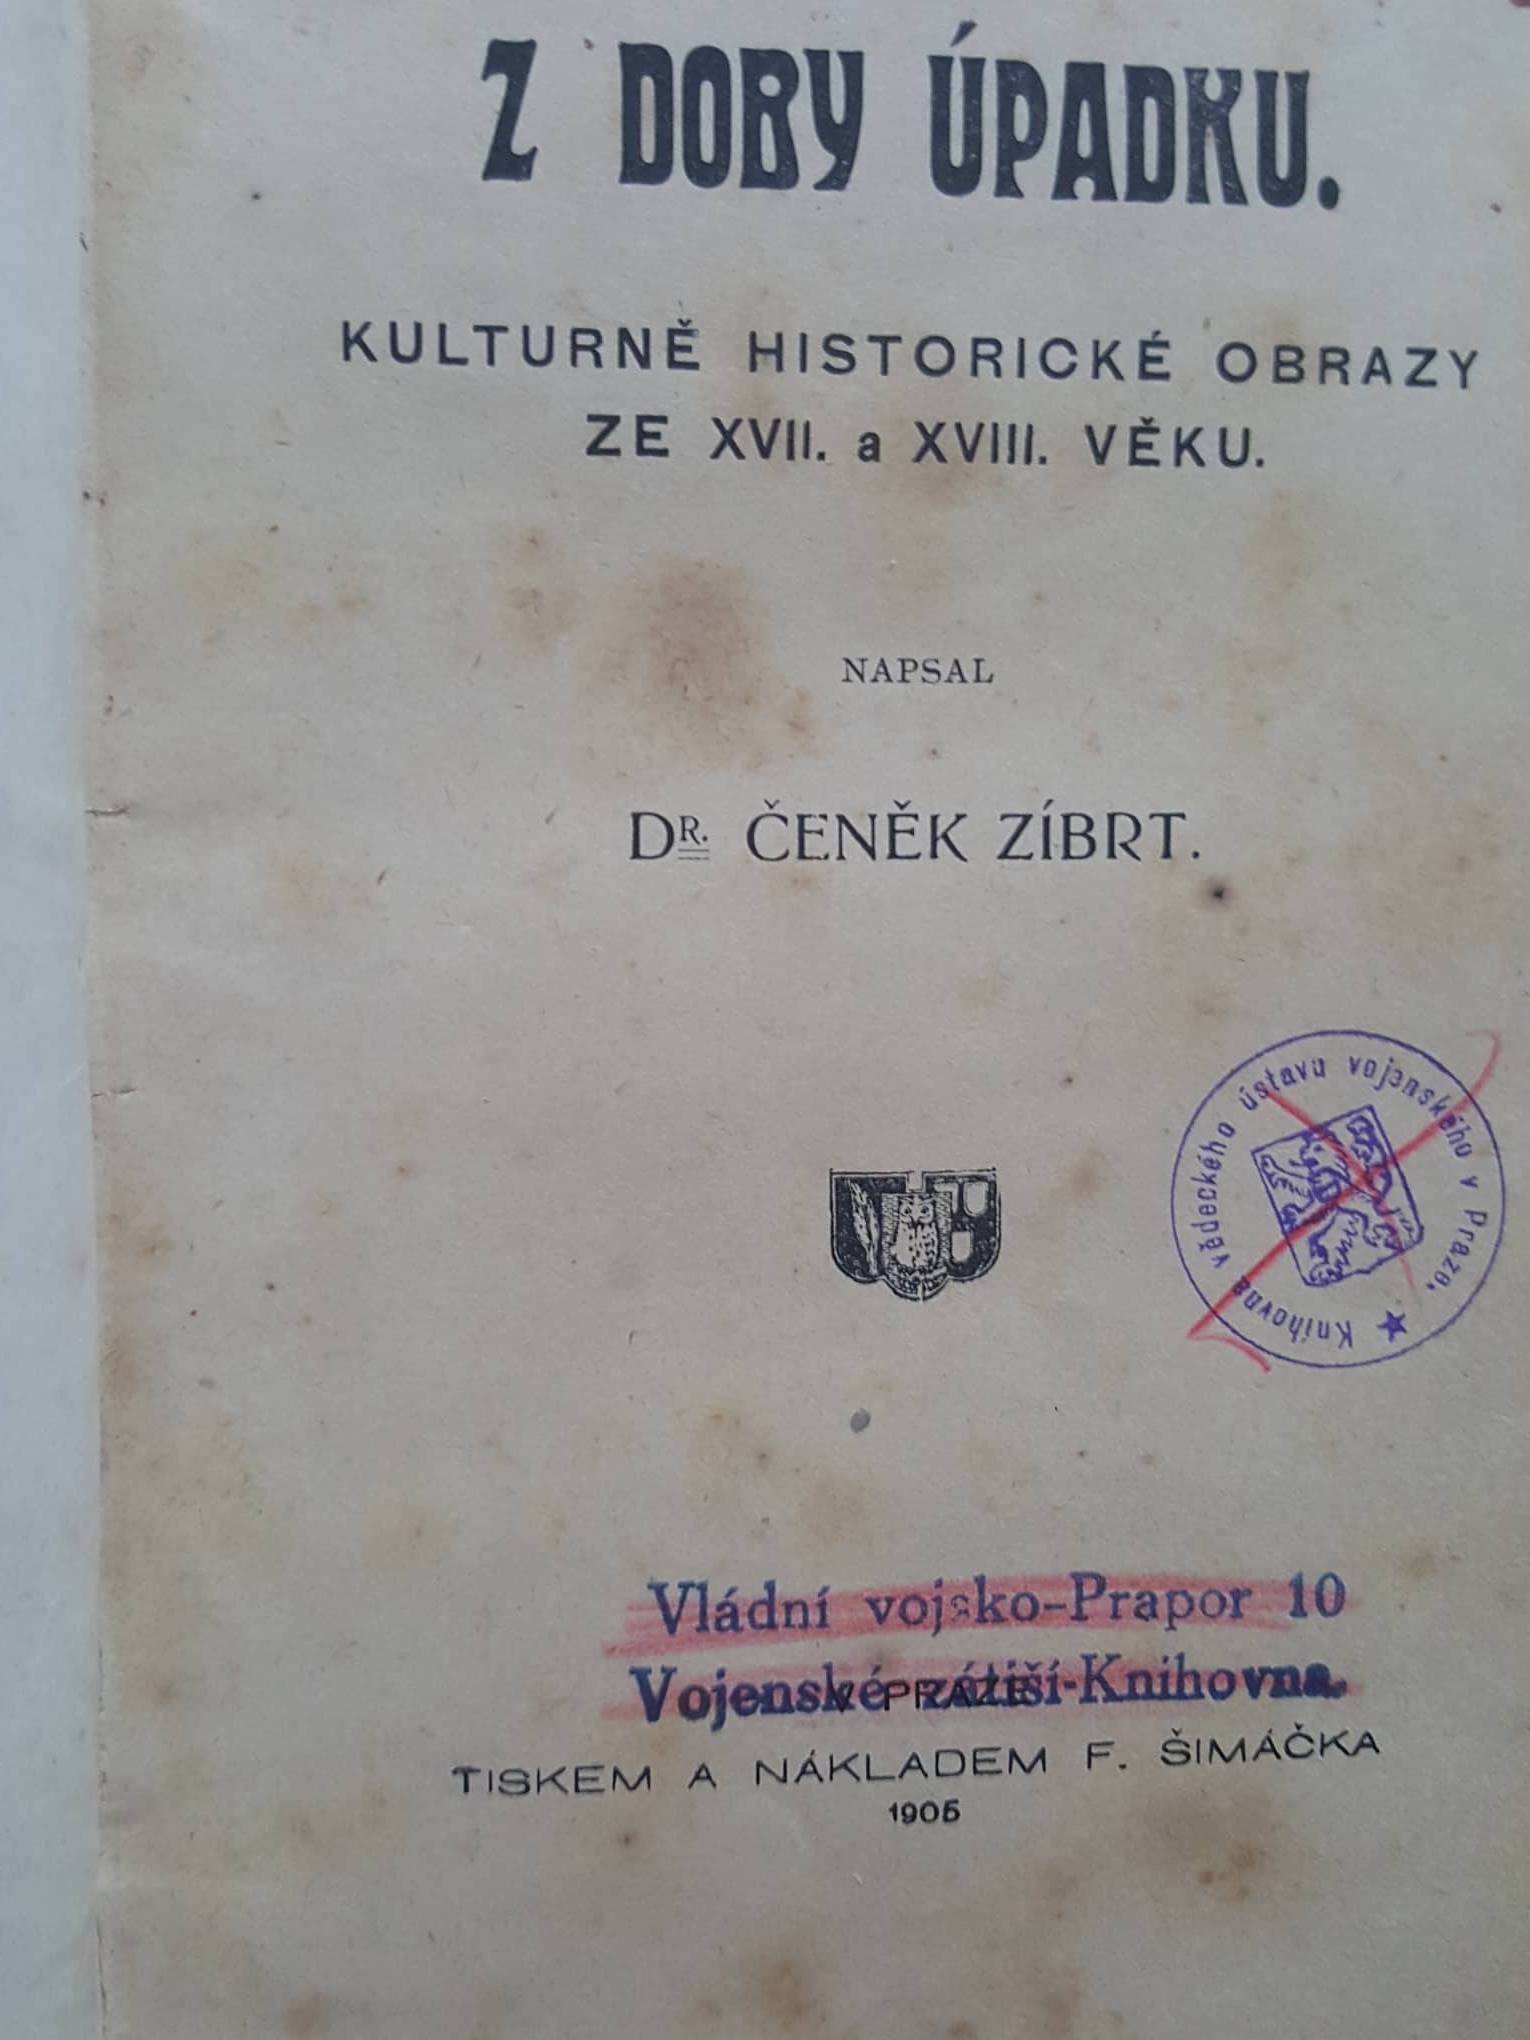 Z DOBY ÚPADKU.
KULTURNĚ HISTORICKÉ OBRAZY
ZE XVII. a XVIII. VĚKU.
NAPSAL
DR. ČENĚK ZÍBRT.
Knihovna vědeckého ústavu vojenského v Praze.
Vládní vojsko-Prapor 10
Vojenské zátiší-Knihovna.
V PRAZE
TISKEM A NÁKLADEM F. ŠIMÁČKA
1905